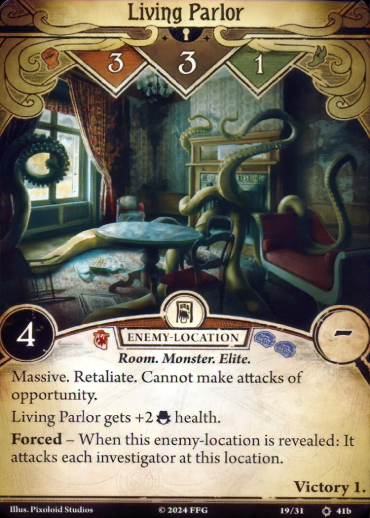 Living Parlor
3 3 1
4
ENEMY-LOCATION
-
Room. Monster. Elite.
Massive. Retaliate. Cannot make attacks of
opportunity.
Living Parlor gets +2 health.
Forced – When this enemy-location is revealed: It
attacks each investigator at this location.
Victory 1.
Illus. Pixoloid Studios © 2024 FFG 19/31 41b